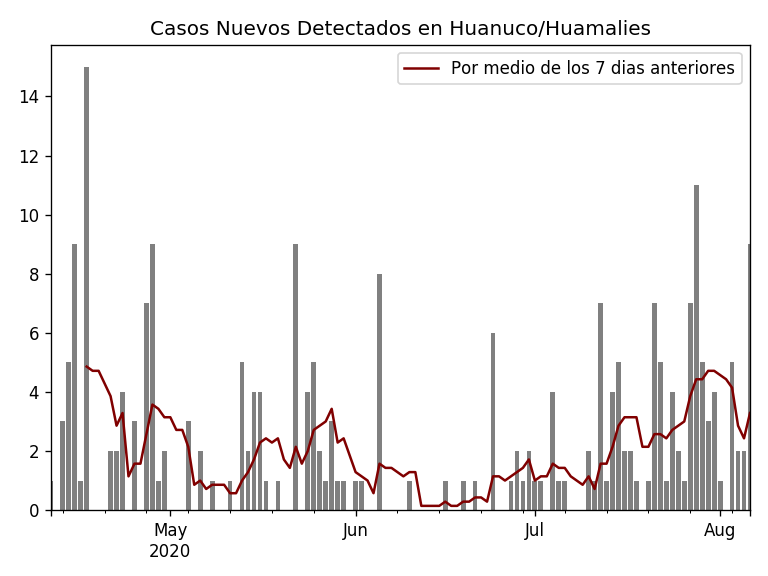 Casos Nuevos Detectados en Huanuco/Huamalies
Por medio de los 7 dias anteriores
14
12
10
8
6
4
2
0
May
2020
Jun
Jul
Aug